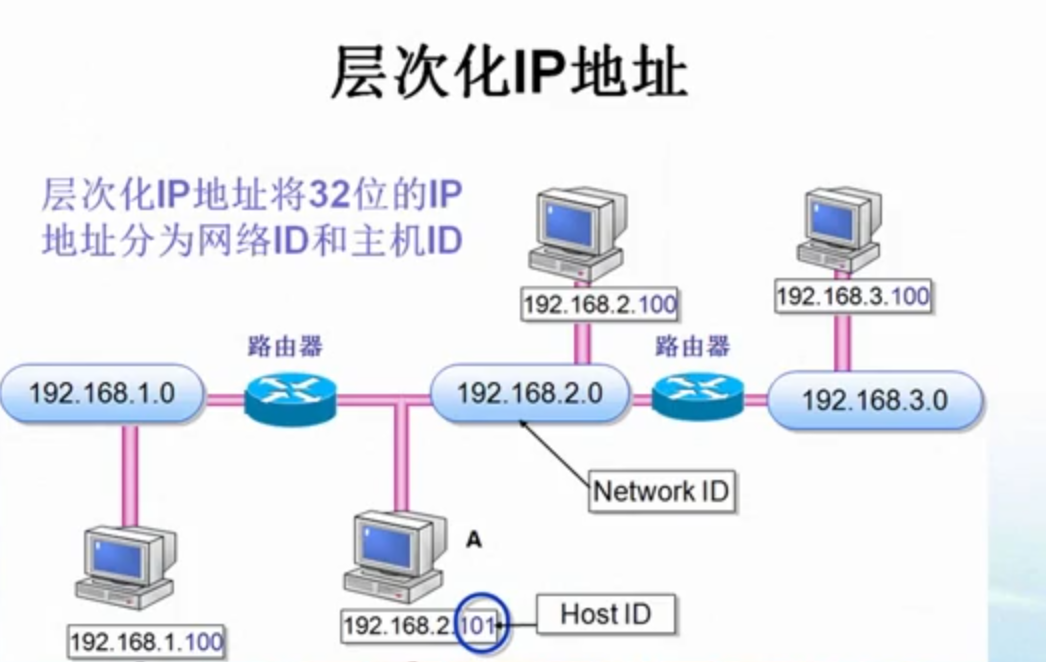 层次化IP地址
层次化IP地址将32位的IP
地址分为网络ID和主机ID
192.168.2.100
192.168.3.100
路由器
路由器
192.168.1.0
192.168.2.0
192.168.3.0
Network ID
A
192.168.2.101
Host ID
192.168.1.100